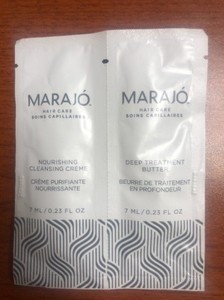 MARAJÓ
HAIR CARE
SOINS CAPILLAIRES
NOURISHING
CLEANSING CRÈME
CRÈME PURIFIANTE
NOURRISSANTE
7 ML / 0.23 FL OZ
MARAJÓ
HAIR CARE
SOINS CAPILLAIRES
DEEP TREATMENT
BUTTER
BEURRE DE TRAITEMENT
EN PROFONDEUR
7 ML / 0.23 FL OZ